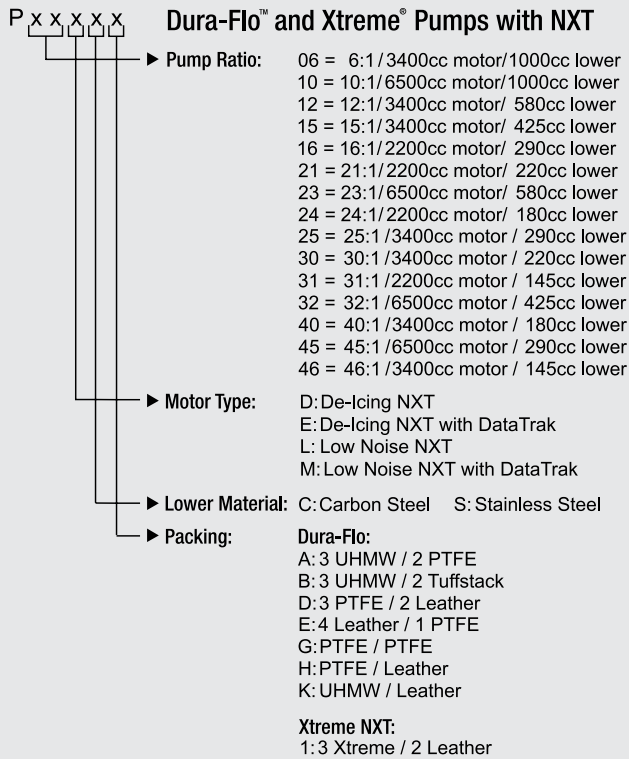 P x x x x x Dura-Flo™ and Xtreme® Pumps with NXT
Pump Ratio: 06 = 6:1/3400cc motor/1000cc lower
10 = 10:1/6500cc motor/1000cc lower
12 = 12:1/3400cc motor/ 580cc lower
15 = 15:1/3400cc motor/ 425cc lower
16 = 16:1/2200cc motor/ 290cc lower
21 = 21:1/2200cc motor/ 220cc lower
23 = 23:1/6500cc motor/ 580cc lower
24 = 24:1/2200cc motor/ 180cc lower
25 = 25:1 /3400cc motor / 290cc lower
30 = 30:1 /3400cc motor / 220cc lower
31 = 31:1 /2200cc motor / 145cc lower
32 = 32:1 /6500cc motor / 425cc lower
40 = 40:1 /3400cc motor / 180cc lower
45 = 45:1 /6500cc motor / 290cc lower
46 = 46:1 /3400cc motor / 145cc lower
Motor Type: D:De-Icing NXT
E:De-Icing NXT with DataTrak
L: Low Noise NXT
M:Low Noise NXT with DataTrak
Lower Material: C:Carbon Steel S:Stainless Steel
Packing: Dura-Flo:
A:3 UHMW / 2 PTFE
B:3 UHMW / 2 Tuffstack
D:3 PTFE / 2 Leather
E:4 Leather / 1 PTFE
G:PTFE / PTFE
H:PTFE / Leather
K:UHMW / Leather
Xtreme NXT:
1:3 Xtreme / 2 Leather